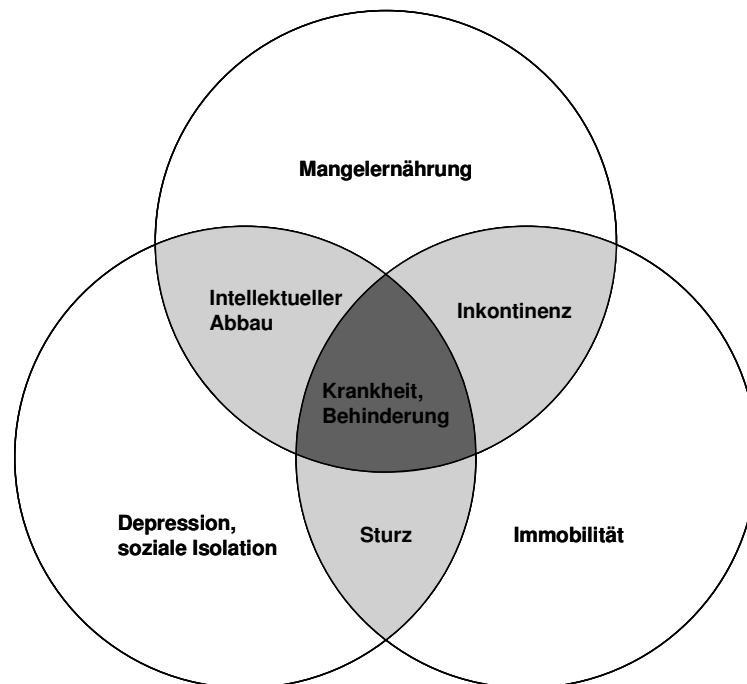 Mangelernährung
Intellektueller
Abbau
Inkontinenz
Krankheit,
Behinderung
Depression,
soziale Isolation
Sturz
Immobilität